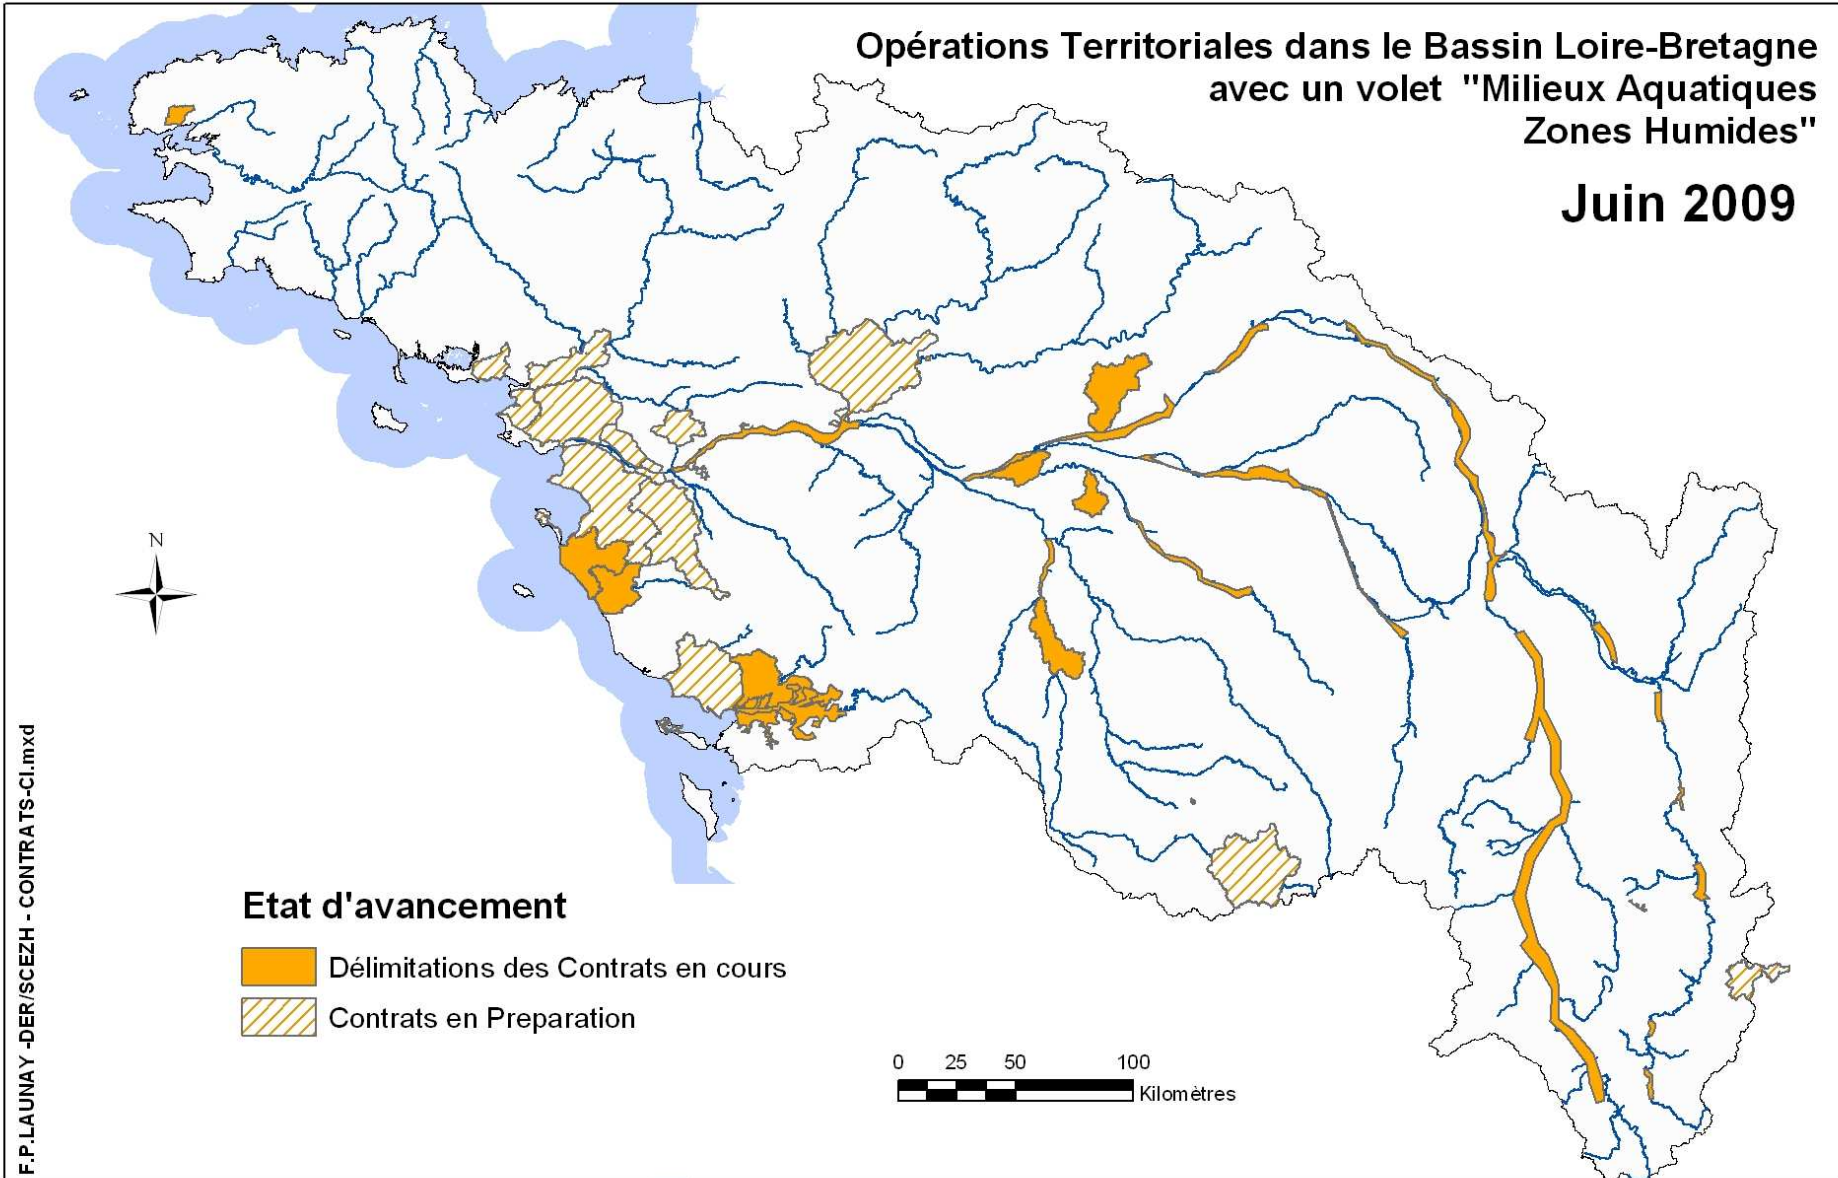 Opérations Territoriales dans le Bassin Loire-Bretagne
avec un volet "Milieux Aquatiques
Zones Humides"
Juin 2009
N
Etat d'avancement
Délimitations des Contrats en cours
Contrats en Preparation
0 25 50 100
Kilomètres
F.P.LAUNAY -DER/SCEZH - CONTRATS-CI.mxd